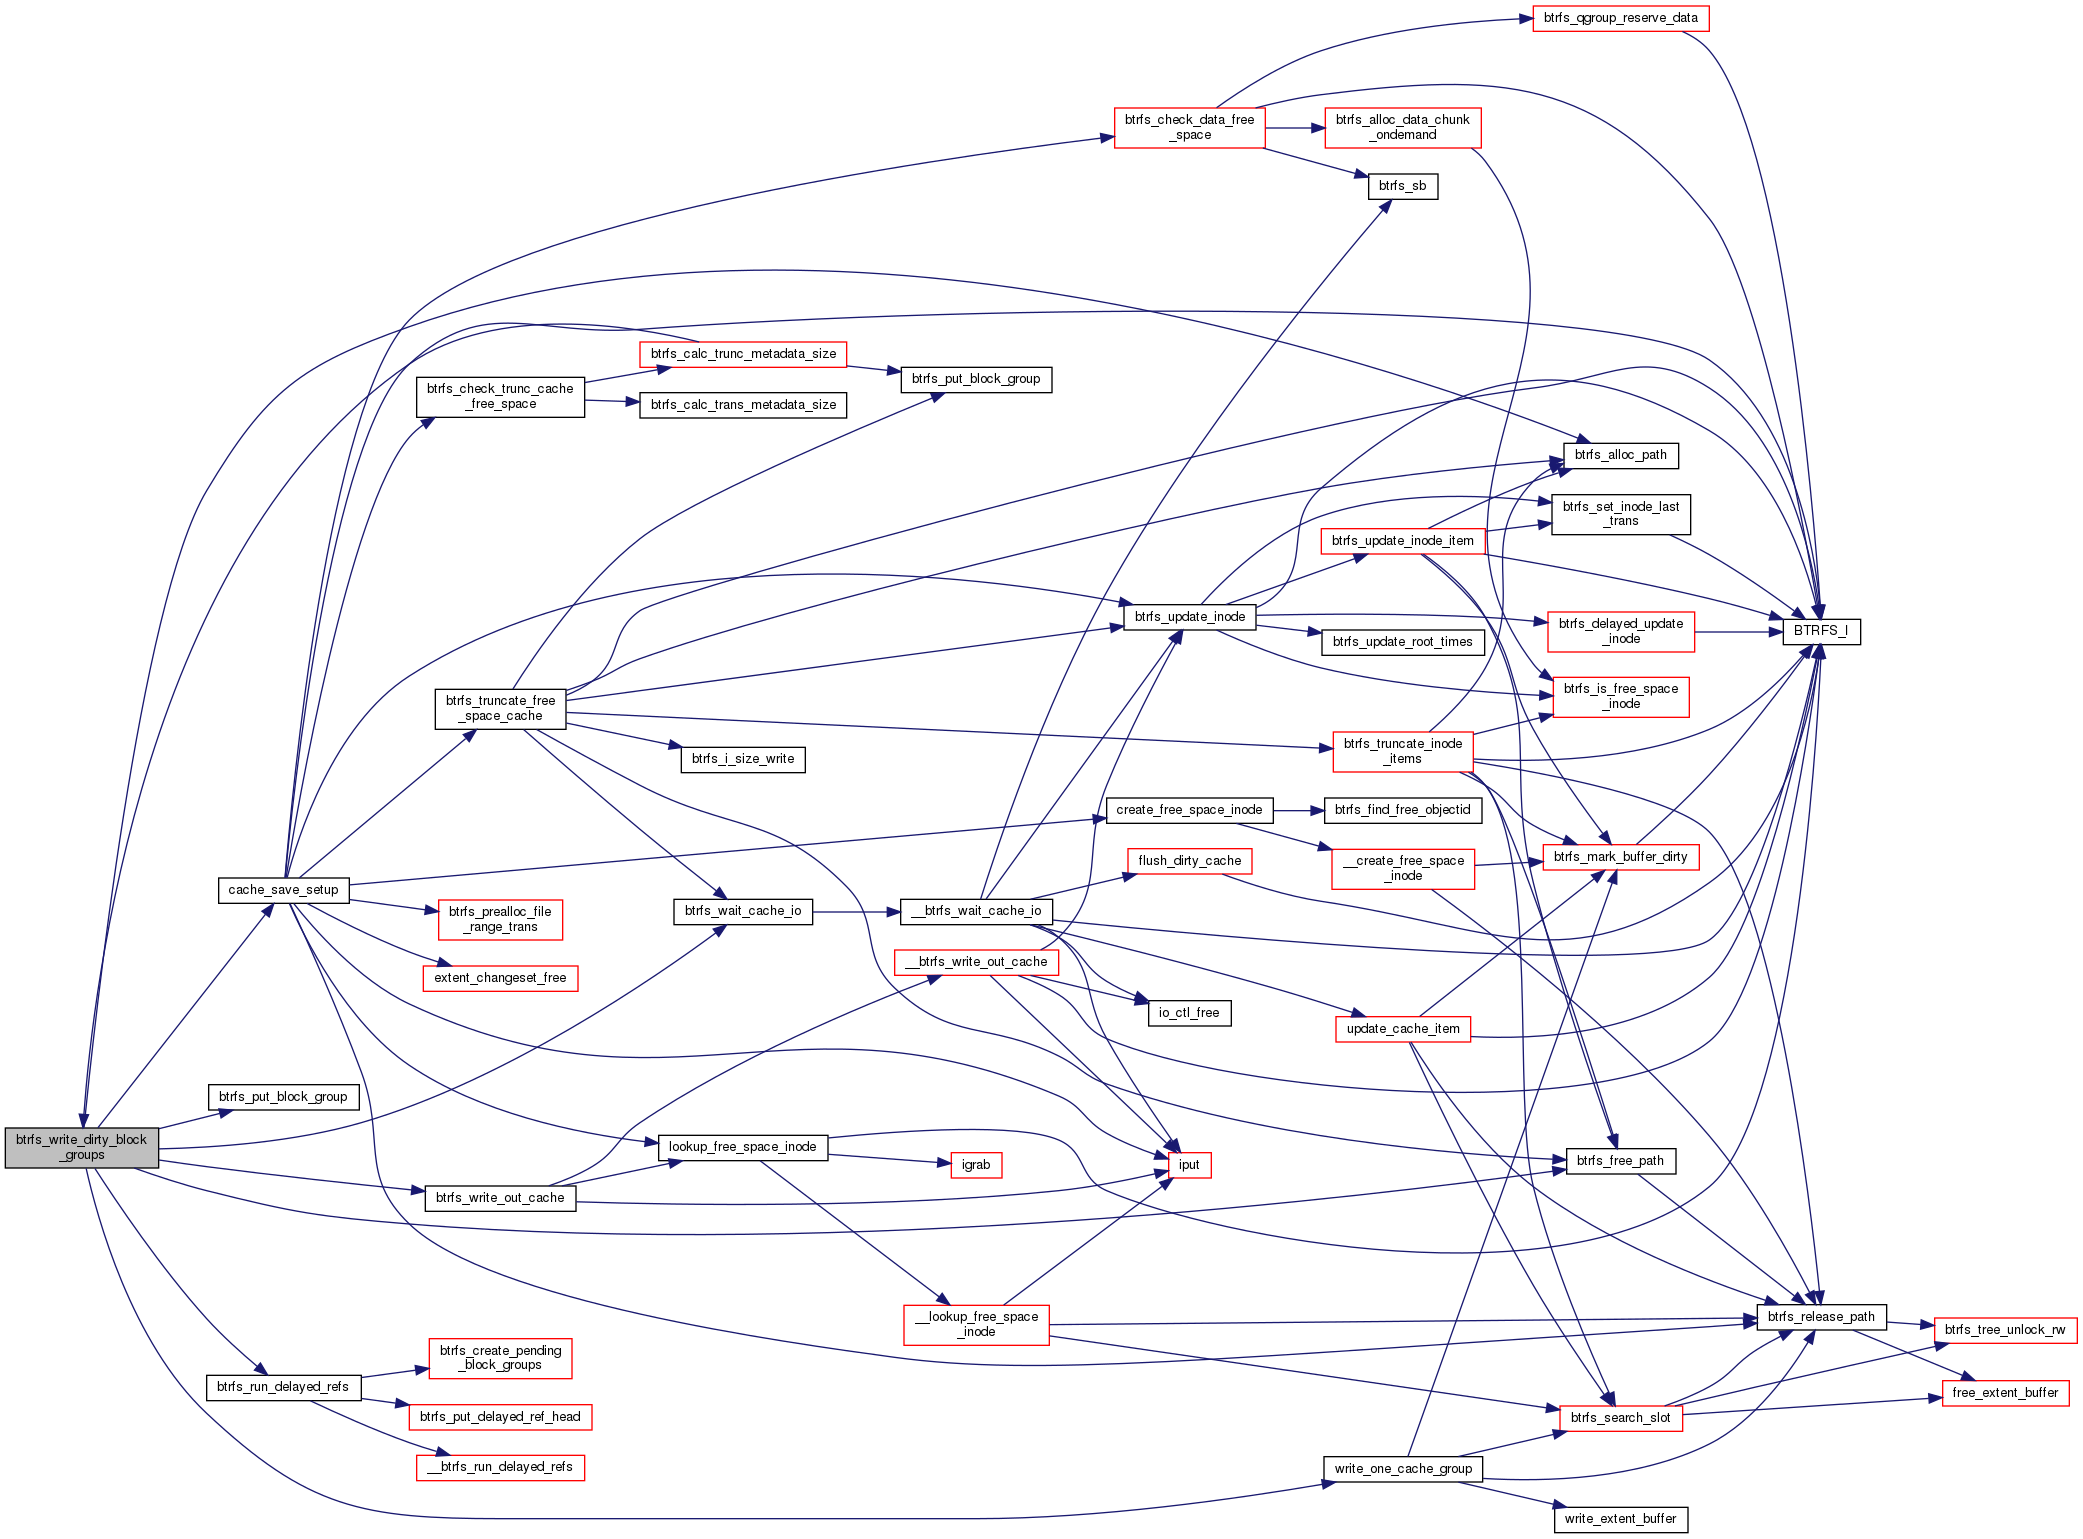 btrfs_qgroup_reserve_data
btrfs_check_data_free
_space
btrfs_alloc_data_chunk
_ondemand
btrfs_sb
btrfs_calc_trunc_metadata_size
btrfs_put_block_group
btrfs_check_trunc_cache
_free_space
btrfs_calc_trans_metadata_size
btrfs_alloc_path
btrfs_set_inode_last
_trans
btrfs_update_inode_item
btrfs_update_inode
btrfs_delayed_update
_inode
BTRFS_I
btrfs_update_root_times
btrfs_is_free_space
_inode
btrfs_truncate_free
_space_cache
btrfs_truncate_inode
_items
btrfs_i_size_write
create_free_space_inode
btrfs_find_free_objectid
flush_dirty_cache
__create_free_space
_inode
btrfs_mark_buffer_dirty
cache_save_setup
btrfs_prealloc_file
_range_trans
btrfs_wait_cache_io
__btrfs_wait_cache_io
extent_changeset_free
__btrfs_write_out_cache
io_ctl_free
update_cache_item
btrfs_put_block_group
btrfs_write_dirty_block
_groups
lookup_free_space_inode
igrab
iput
btrfs_free_path
btrfs_write_out_cache
__lookup_free_space
_inode
btrfs_release_path
btrfs_tree_unlock_rw
btrfs_create_pending
_block_groups
btrfs_run_delayed_refs
free_extent_buffer
btrfs_put_delayed_ref_head
btrfs_search_slot
__btrfs_run_delayed_refs
write_one_cache_group
write_extent_buffer